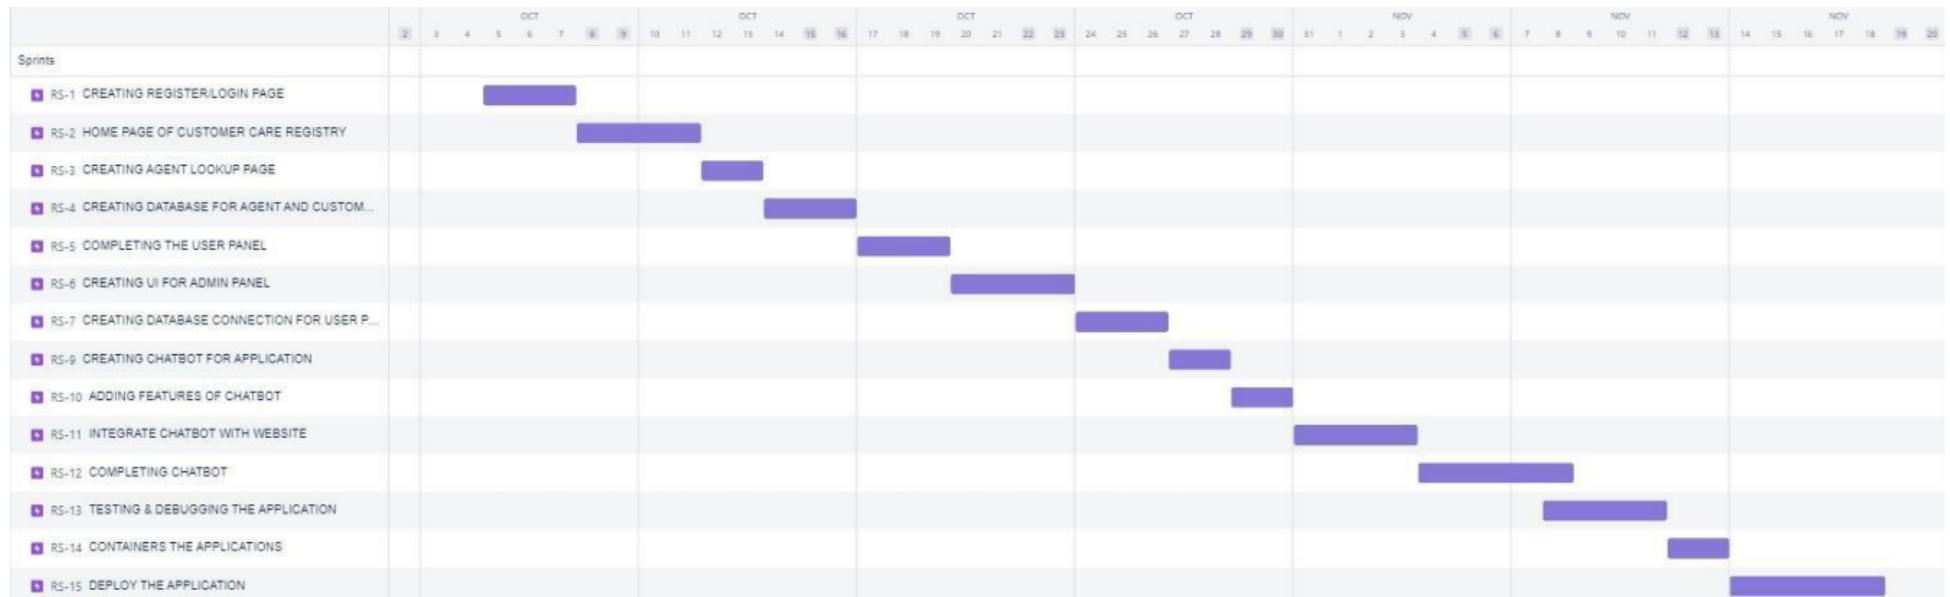 OCT OCT OCT OCT NOV NOV NOV
2 3 4 5 6 7 8 9 10 11 12 13 14 15 16 17 18 19 20 21 22 23 24 25 26 27 28 29 30 31 1 2 3 4 5 6 7 8 9 10 11 12 13 14 15 16 17 18 19 20
Sprints
RS-1 CREATING REGISTER/LOGIN PAGE
RS-2 HOME PAGE OF CUSTOMER CARE REGISTRY
RS-3 CREATING AGENT LOOKUP PAGE
RS-4 CREATING DATABASE FOR AGENT AND CUSTOM...
RS-5 COMPLETING THE USER PANEL
RS-6 CREATING UI FOR ADMIN PANEL
RS-7 CREATING DATABASE CONNECTION FOR USER P...
RS-9 CREATING CHATBOT FOR APPLICATION
RS-10 ADDING FEATURES OF CHATBOT
RS-11 INTEGRATE CHATBOT WITH WEBSITE
RS-12 COMPLETING CHATBOT
RS-13 TESTING & DEBUGGING THE APPLICATION
RS-14 CONTAINERS THE APPLICATIONS
RS-15 DEPLOY THE APPLICATION